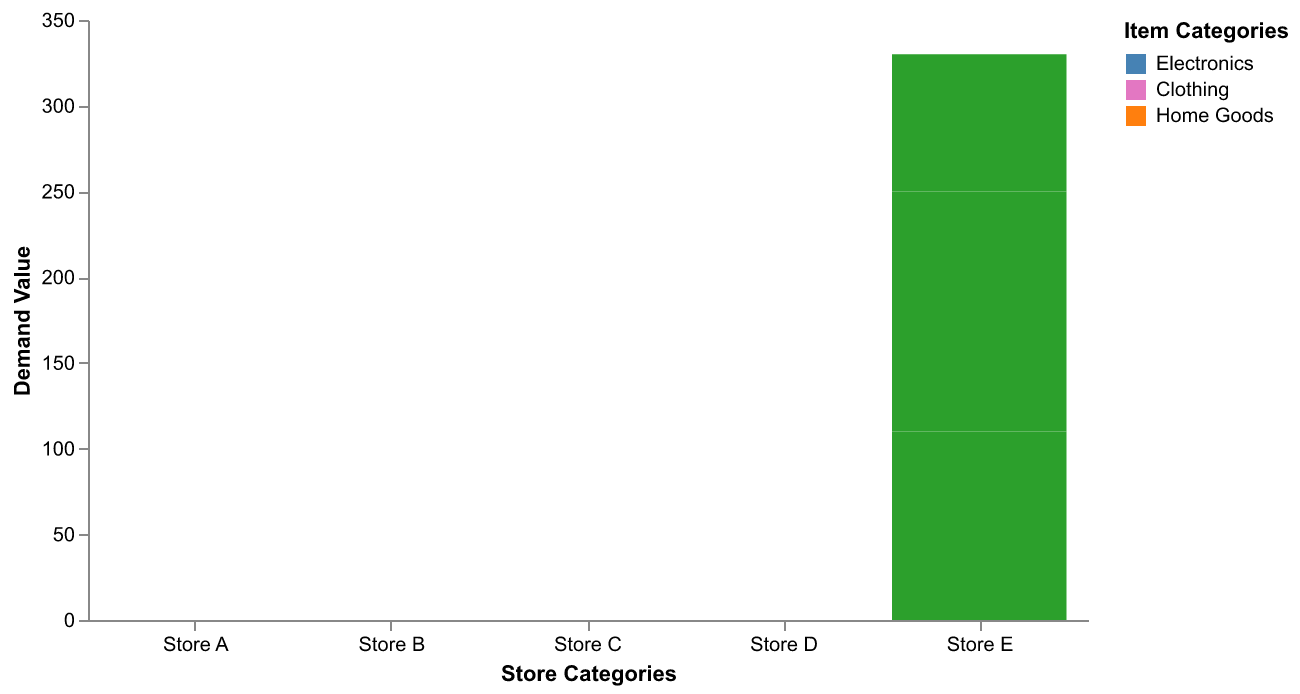 350
300
250
200
150
100
50
0
Demand Value
Store A
Store B
Store C
Store D
Store E
Store Categories
Item Categories
Electronics
Clothing
Home Goods